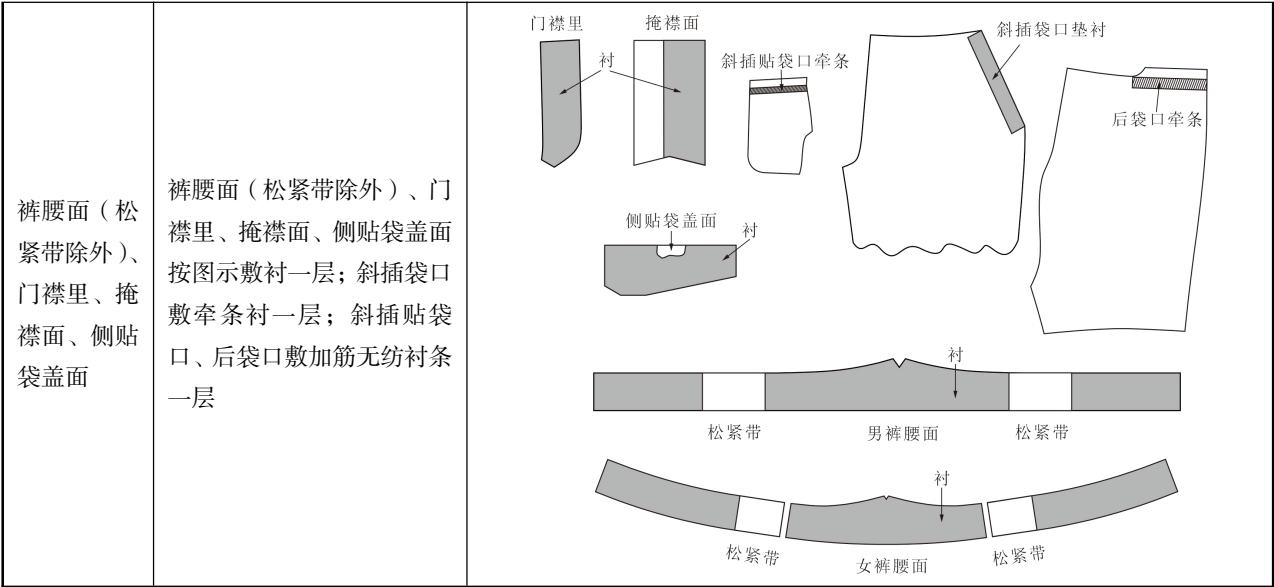 裤腰面（松
紧带除外）、
门襟里、掩
襟面、侧贴
袋盖面
裤腰面（松紧带除外）、门
襟里、掩襟面、侧贴袋盖面
按图示敷衬一层；斜插袋口
敷牵条衬一层；斜插贴袋
口、后袋口敷加筋无纺衬条
一层
门襟里
掩襟面
衬
斜插贴袋口牵条
斜插袋口垫衬
后袋口牵条
侧贴袋盖面
衬
衬
松紧带
男裤腰面
松紧带
衬
松紧带
女裤腰面
松紧带